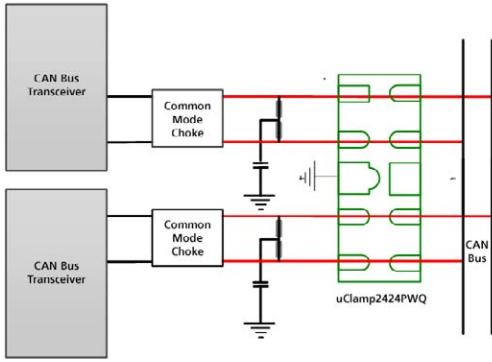 CAN Bus
Transceiver
Common
Mode
Choke
CAN Bus
Transceiver
Common
Mode
Choke
CAN
Bus
uClamp2424PWQ